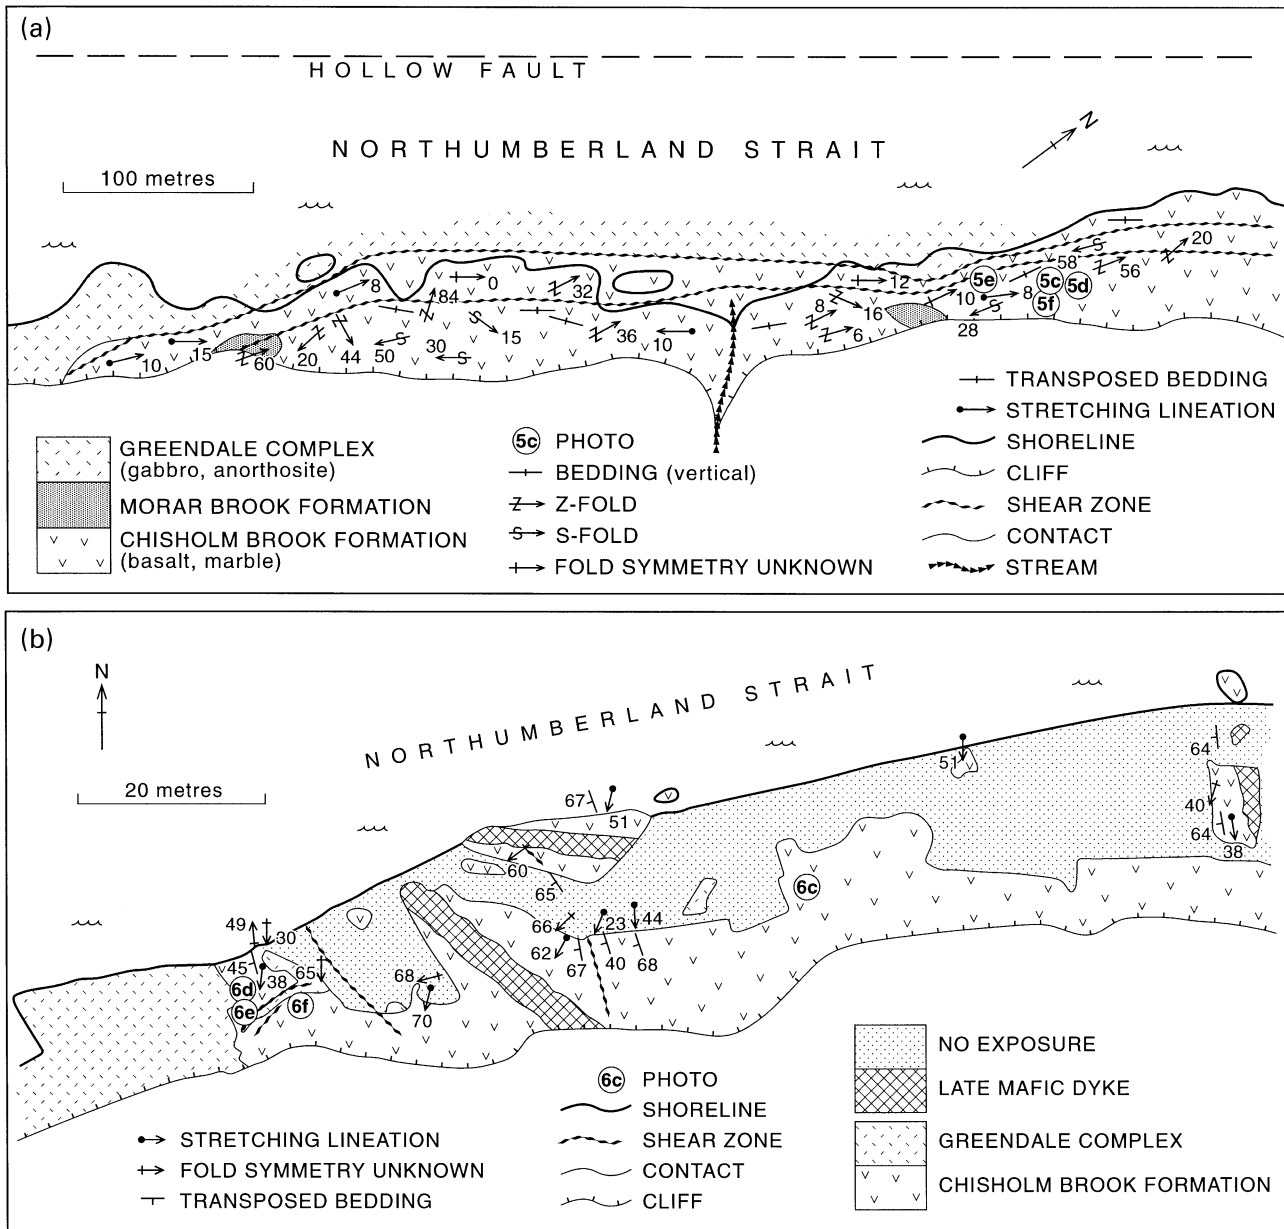 (a)
HOLLOW FAULT
NORTHUMBERLAND STRAIT
N
100 metres
8
0
84
32
12
5e
5c
5d
58
56
20
10
8
5f
28
16
8
6
36
10
15
30
50
44
20
60
15
10
GREENDALE COMPLEX
(gabbro, anorthosite)
MORAR BROOK FORMATION
CHISHOLM BROOK FORMATION
(basalt, marble)
5c PHOTO
BEDDING (vertical)
Z Z-FOLD
S S-FOLD
FOLD SYMMETRY UNKNOWN
TRANSPOSED BEDDING
STRETCHING LINEATION
SHORELINE
CLIFF
SHEAR ZONE
CONTACT
STREAM
(b)
N
NORTHUMBERLAND STRAIT
20 metres
67
51
60
65
51
64
40
64
38
6c
66
62
67
23
40
44
68
49
30
45
38
65
6d
6e
6f
68
70
6c PHOTO
SHORELINE
SHEAR ZONE
CONTACT
CLIFF
STRETCHING LINEATION
FOLD SYMMETRY UNKNOWN
TRANSPOSED BEDDING
NO EXPOSURE
LATE MAFIC DYKE
GREENDALE COMPLEX
CHISHOLM BROOK FORMATION